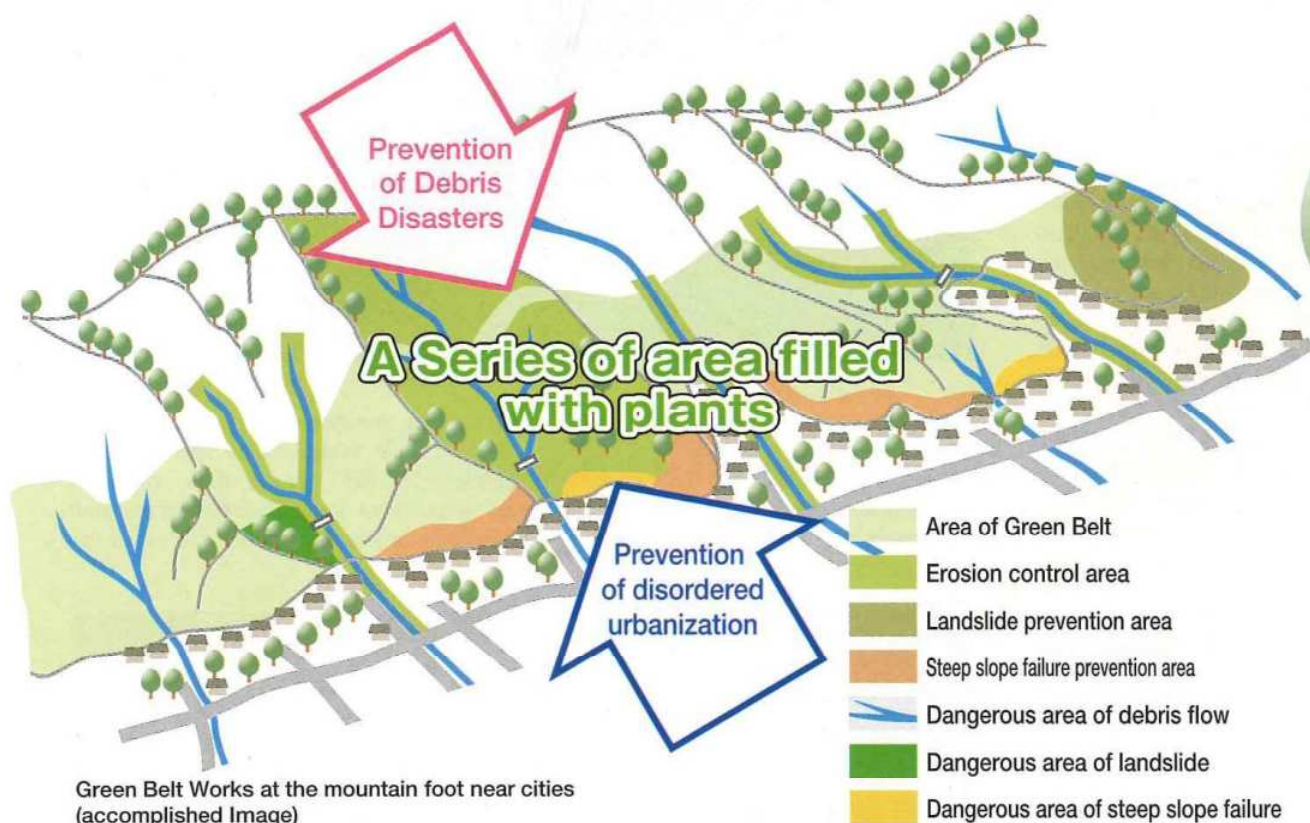 Prevention
of Debris
Disasters
A Series of area filled
with plants
Prevention
of disordered
urbanization
Area of Green Belt
Erosion control area
Landslide prevention area
Steep slope failure prevention area
Dangerous area of debris flow
Dangerous area of landslide
Dangerous area of steep slope failure
Green Belt Works at the mountain foot near cities
(accomplished Image)